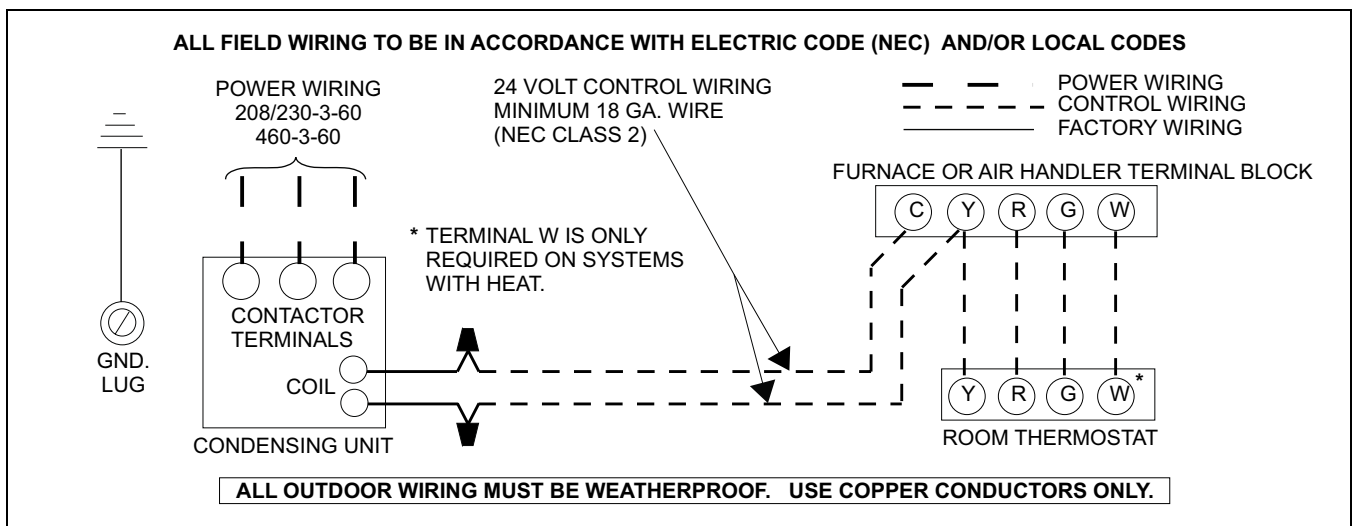 ALL FIELD WIRING TO BE IN ACCORDANCE WITH ELECTRIC CODE (NEC) AND/OR LOCAL CODES
POWER WIRING
208/230-3-60
460-3-60
24 VOLT CONTROL WIRING
MINIMUM 18 GA. WIRE
(NEC CLASS 2)
POWER WIRING
CONTROL WIRING
FACTORY WIRING
FURNACE OR AIR HANDLER TERMINAL BLOCK
C Y R G W
* TERMINAL W IS ONLY
REQUIRED ON SYSTEMS
WITH HEAT.
CONTACTOR
TERMINALS
GND.
LUG
COIL
CONDENSING UNIT
Y R G W *
ROOM THERMOSTAT
ALL OUTDOOR WIRING MUST BE WEATHERPROOF. USE COPPER CONDUCTORS ONLY.